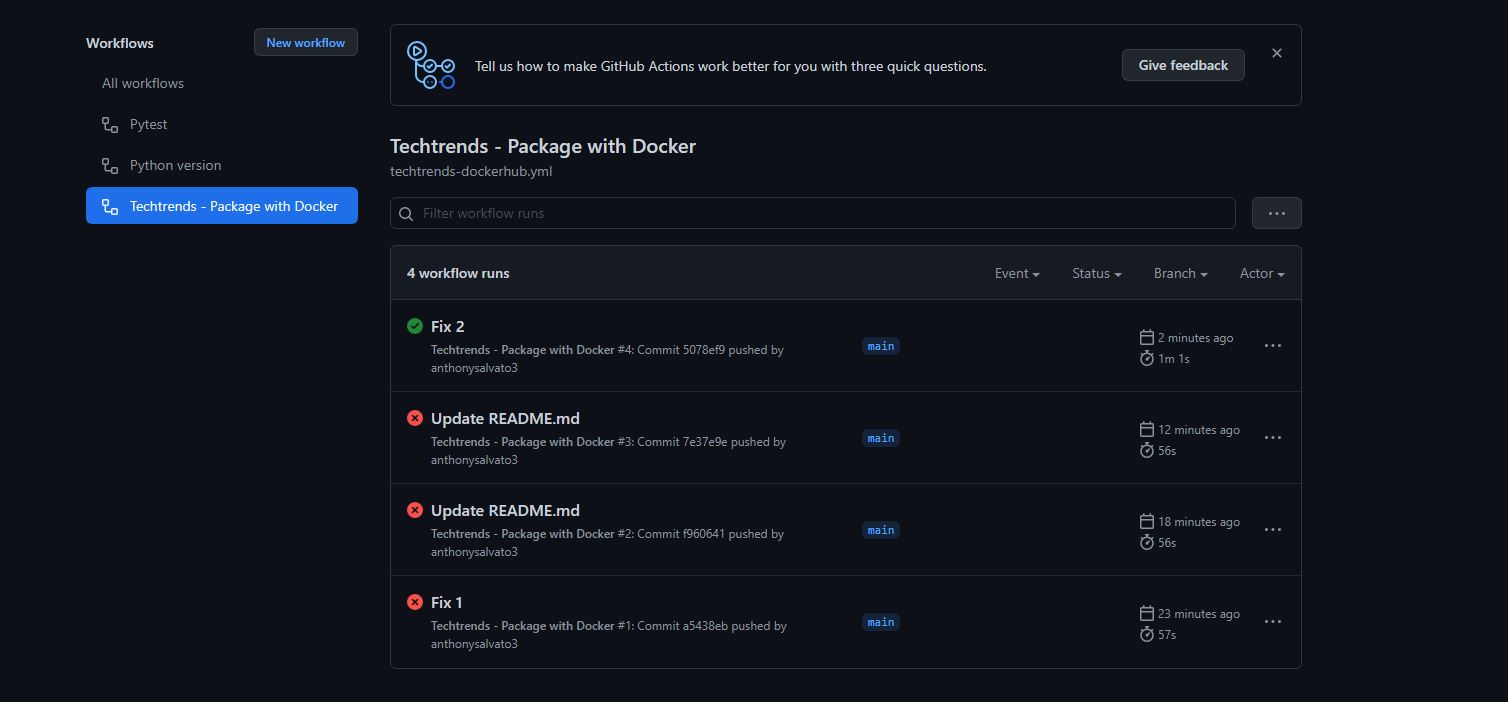 Workflows
New workflow
All workflows
Pytest
Python version
Techtrends - Package with Docker
Tell us how to make GitHub Actions work better for you with three quick questions.
Give feedback
Techtrends - Package with Docker
techtrends-dockerhub.yml
Filter workflow runs
4 workflow runs
Event
Status
Branch
Actor
Fix 2
Techtrends - Package with Docker #4: Commit 5078ef9 pushed by
anthonysalvato3
main
2 minutes ago
1m 1s
Update README.md
Techtrends - Package with Docker #3: Commit 7e37e9e pushed by
anthonysalvato3
main
12 minutes ago
56s
Update README.md
Techtrends - Package with Docker #2: Commit f960641 pushed by
anthonysalvato3
main
18 minutes ago
56s
Fix 1
Techtrends - Package with Docker #1: Commit a5438eb pushed by
anthonysalvato3
main
23 minutes ago
57s